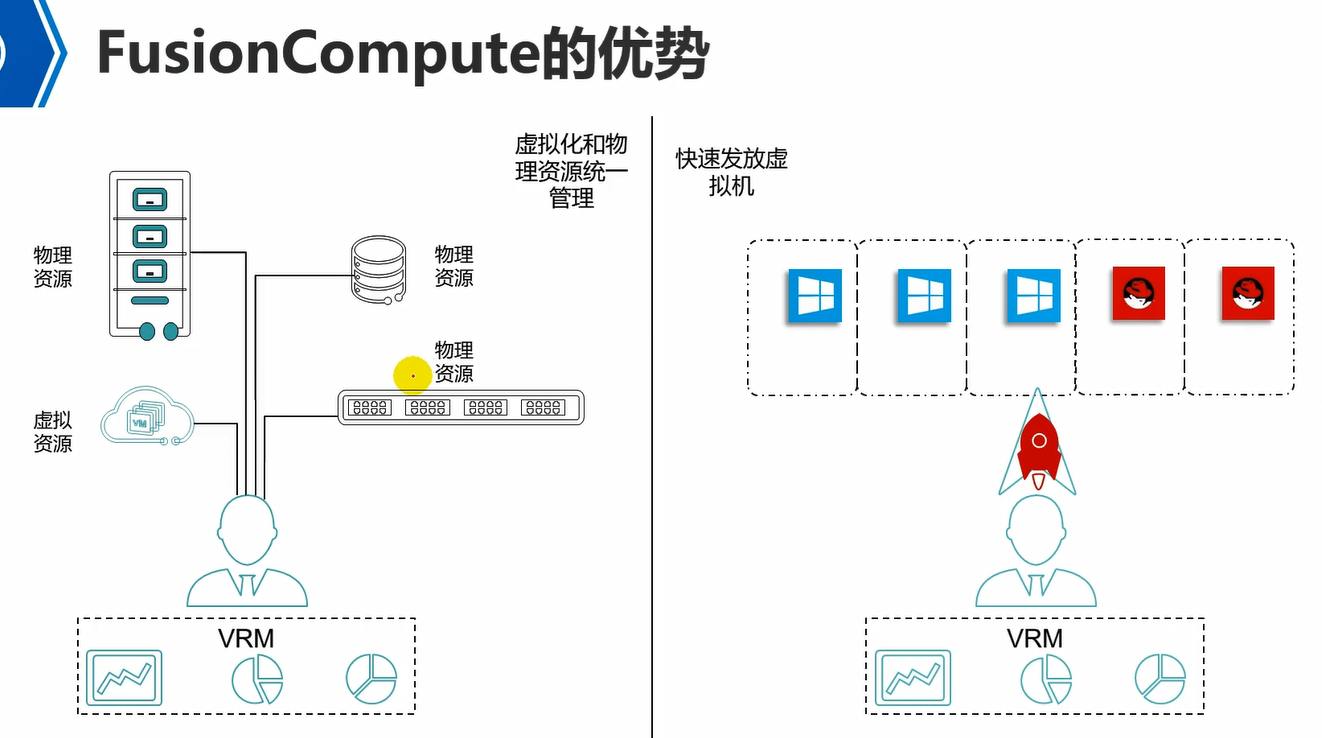 FusionCompute的优势
虚拟化和物
理资源统一
管理
物理
资源
物理
资源
物理
资源
虚拟
资源
VM
VRM
快速发放虚
拟机
VRM